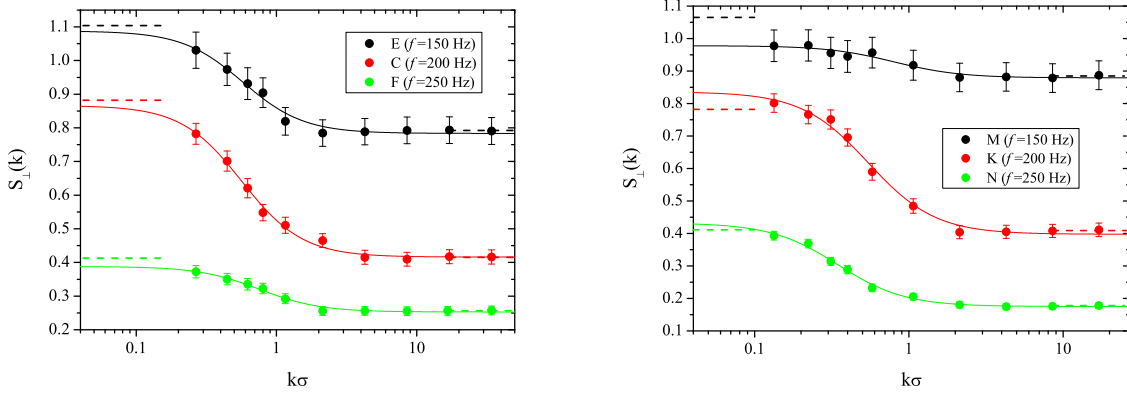 1.1
1.0
0.9
0.8
0.7
0.6
0.5
0.4
0.3
0.2
S⊥(k)
E (f=150 Hz)
C (f=200 Hz)
F (f=250 Hz)
0.1 1 10
kσ
1.0
0.9
0.8
0.7
0.6
0.5
0.4
0.3
0.2
0.1
S⊥(k)
M (f=150 Hz)
K (f=200 Hz)
N (f=250 Hz)
0.1 1 10
kσ